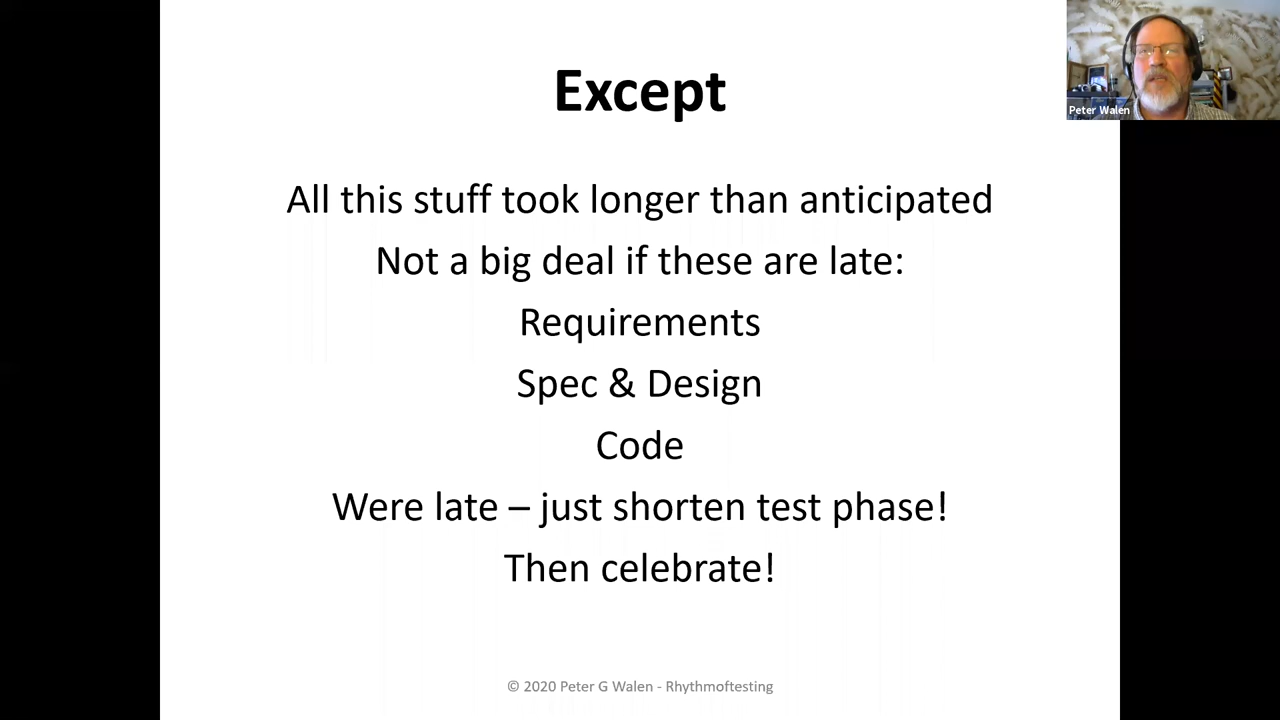 Except
Peter Walen
All this stuff took longer than anticipated
Not a big deal if these are late:
Requirements
Spec & Design
Code
Were late – just shorten test phase!
Then celebrate!
© 2020 Peter G Walen - Rhythmoftesting